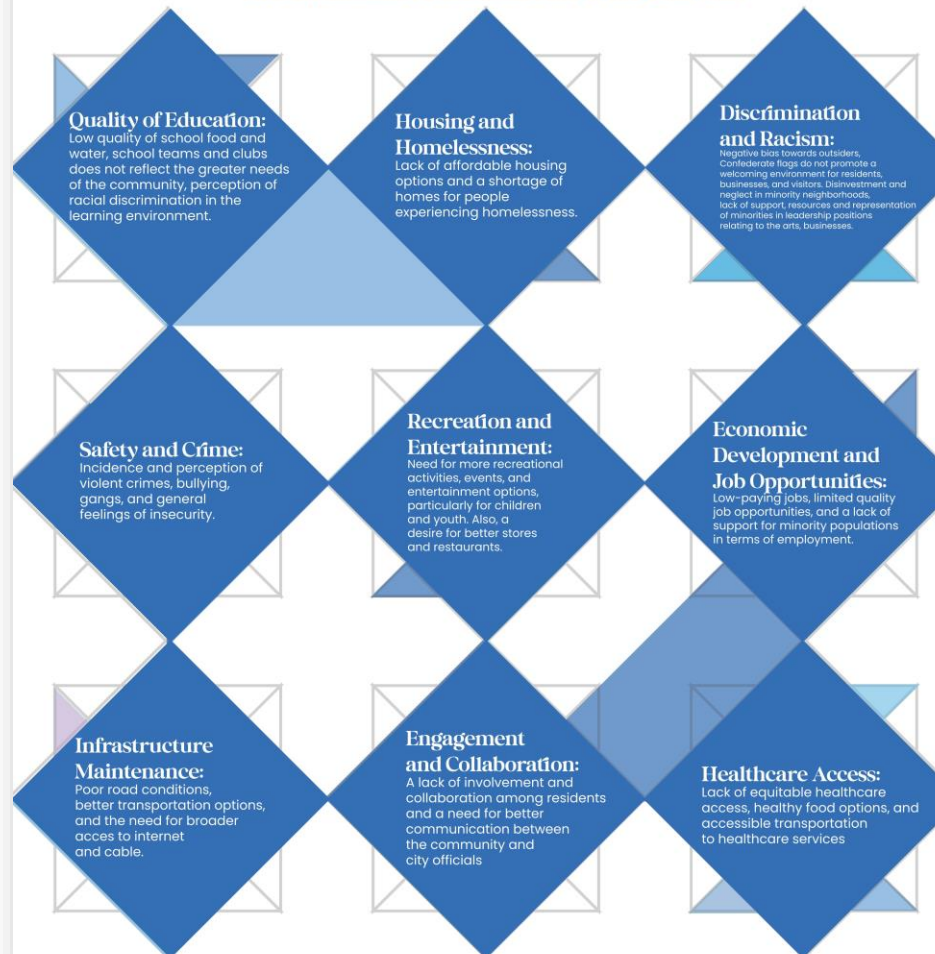 Quality of Education:
Low quality of school food and
water, school teams and clubs
does not reflect the greater needs
of the community, perception of
racial discrimination in the
learning environment.
Housing and
Homelessness:
Lack of affordable housing
options and a shortage of
homes for people
experiencing homelessness.
Discrimination
and Racism:
Negative bias towards outsiders,
Confederate flags do not promote a
welcoming environment for residents,
businesses, and visitors. Disinvestment and
neglect in minority neighborhoods,
lack of support, resources and representation
of minorities in leadership positions
relating to the arts, businesses.
Safety and Crime:
Incidence and perception of
violent crimes, bullying,
gangs, and general
feelings of insecurity.
Recreation and
Entertainment:
Need for more recreational
activities, events, and
entertainment options,
particularly for children
and youth. Also, a
desire for better stores
and restaurants.
Economic
Development and
Job Opportunities:
Low-paying jobs, limited quality
job opportunities, and a lack of
support for minority populations
in terms of employment.
Infrastructure
Maintenance:
Poor road conditions,
better transportation options,
and the need for broader
acces to internet
and cable.
Engagement
and Collaboration:
A lack of involvement and
collaboration among residents
and a need for better
communication between
the community and
city officials
Healthcare Access:
Lack of equitable healthcare
access, healthy food options, and
accessible transportation
to healthcare services